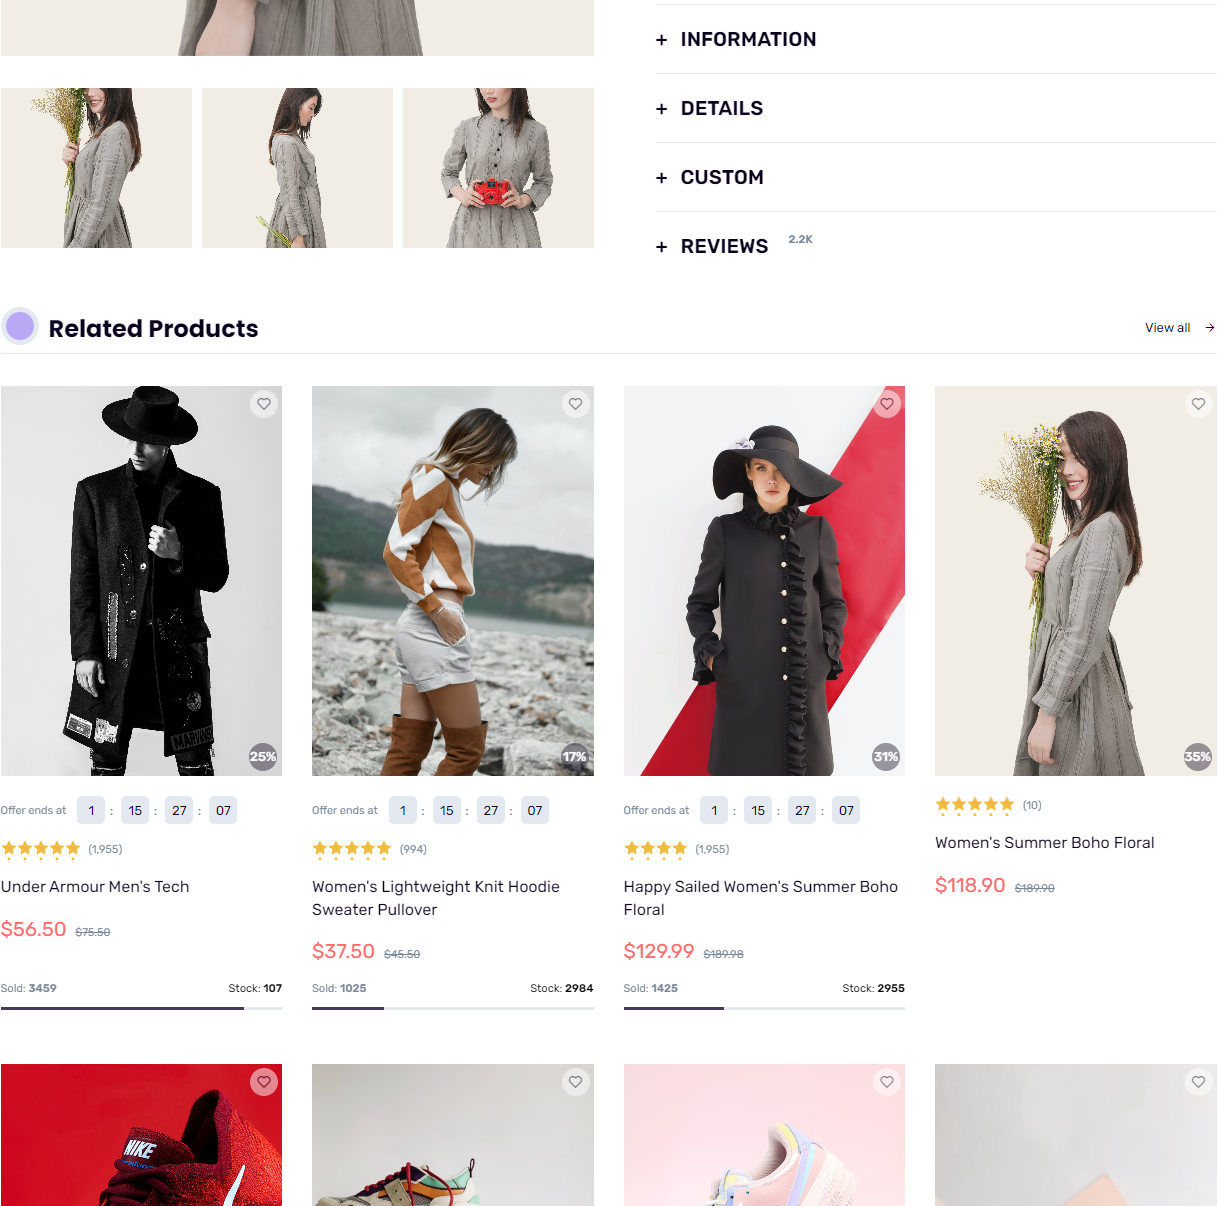 + INFORMATION
+ DETAILS
+ CUSTOM
+ REVIEWS 2.2K
Related Products
View all →
25%
17%
31%
35%
Offer ends at 1 : 15 : 27 : 07
(1,955)
Under Armour Men's Tech
$56.50 $75.50
Sold: 3459 Stock: 107
Offer ends at 1 : 15 : 27 : 07
(994)
Women's Lightweight Knit Hoodie
Sweater Pullover
$37.50 $45.50
Sold: 1025 Stock: 2984
Offer ends at 1 : 15 : 27 : 07
(1,955)
Happy Sailed Women's Summer Boho
Floral
$129.99 $189.98
Sold: 1425 Stock: 2955
(10)
Women's Summer Boho Floral
$118.90 $189.90
NIKE